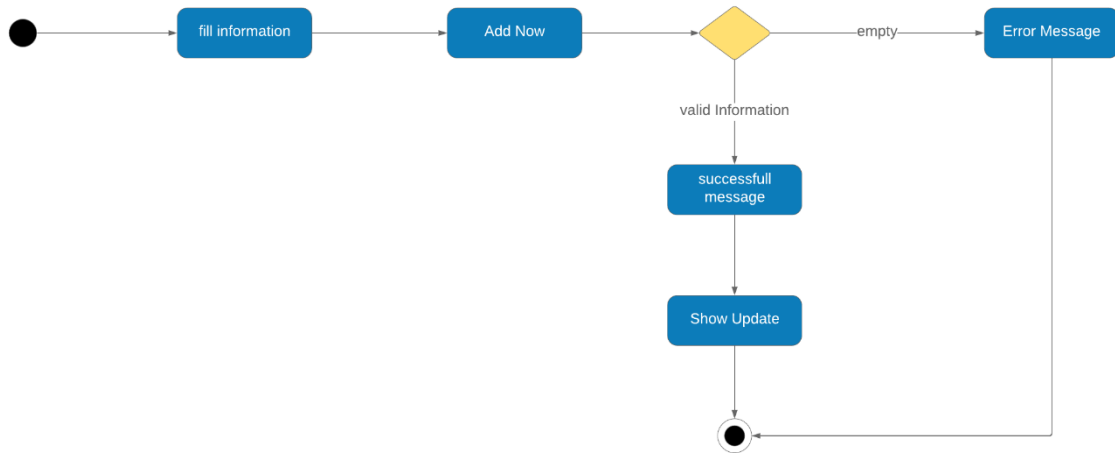 fill information
Add Now
empty
Error Message
valid Information
successfull
message
Show Update